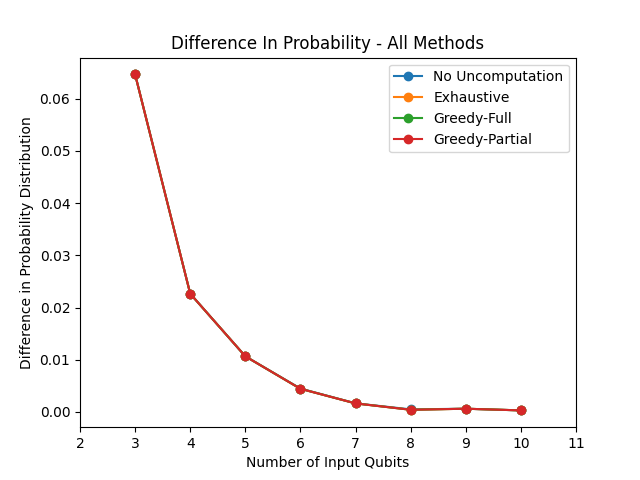 Difference In Probability - All Methods
No Uncomputation
Exhaustive
Greedy-Full
Greedy-Partial
Difference in Probability Distribution
0.06
0.05
0.04
0.03
0.02
0.01
0.00
2 3 4 5 6 7 8 9 10 11
Number of Input Qubits